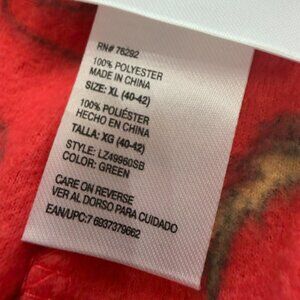 RN# 76292
100% POLYESTER
MADE IN CHINA
SIZE: XL (40-42)
100% POLIÉSTER
HECHO EN CHINA
TALLA: XG (40-42)
STYLE: LZ49960SB
COLOR: GREEN
CARE ON REVERSE
VER AL DORSO PARA CUIDADO
EAN/UPC:7 6937379662